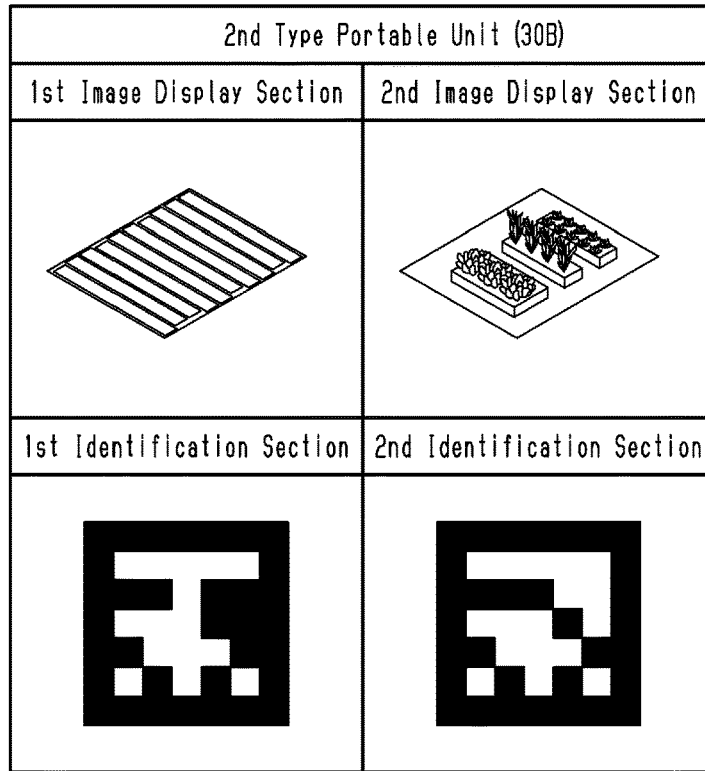 2nd Type Portable Unit (30B)
1st Image Display Section
2nd Image Display Section
1st Identification Section
2nd Identification Section